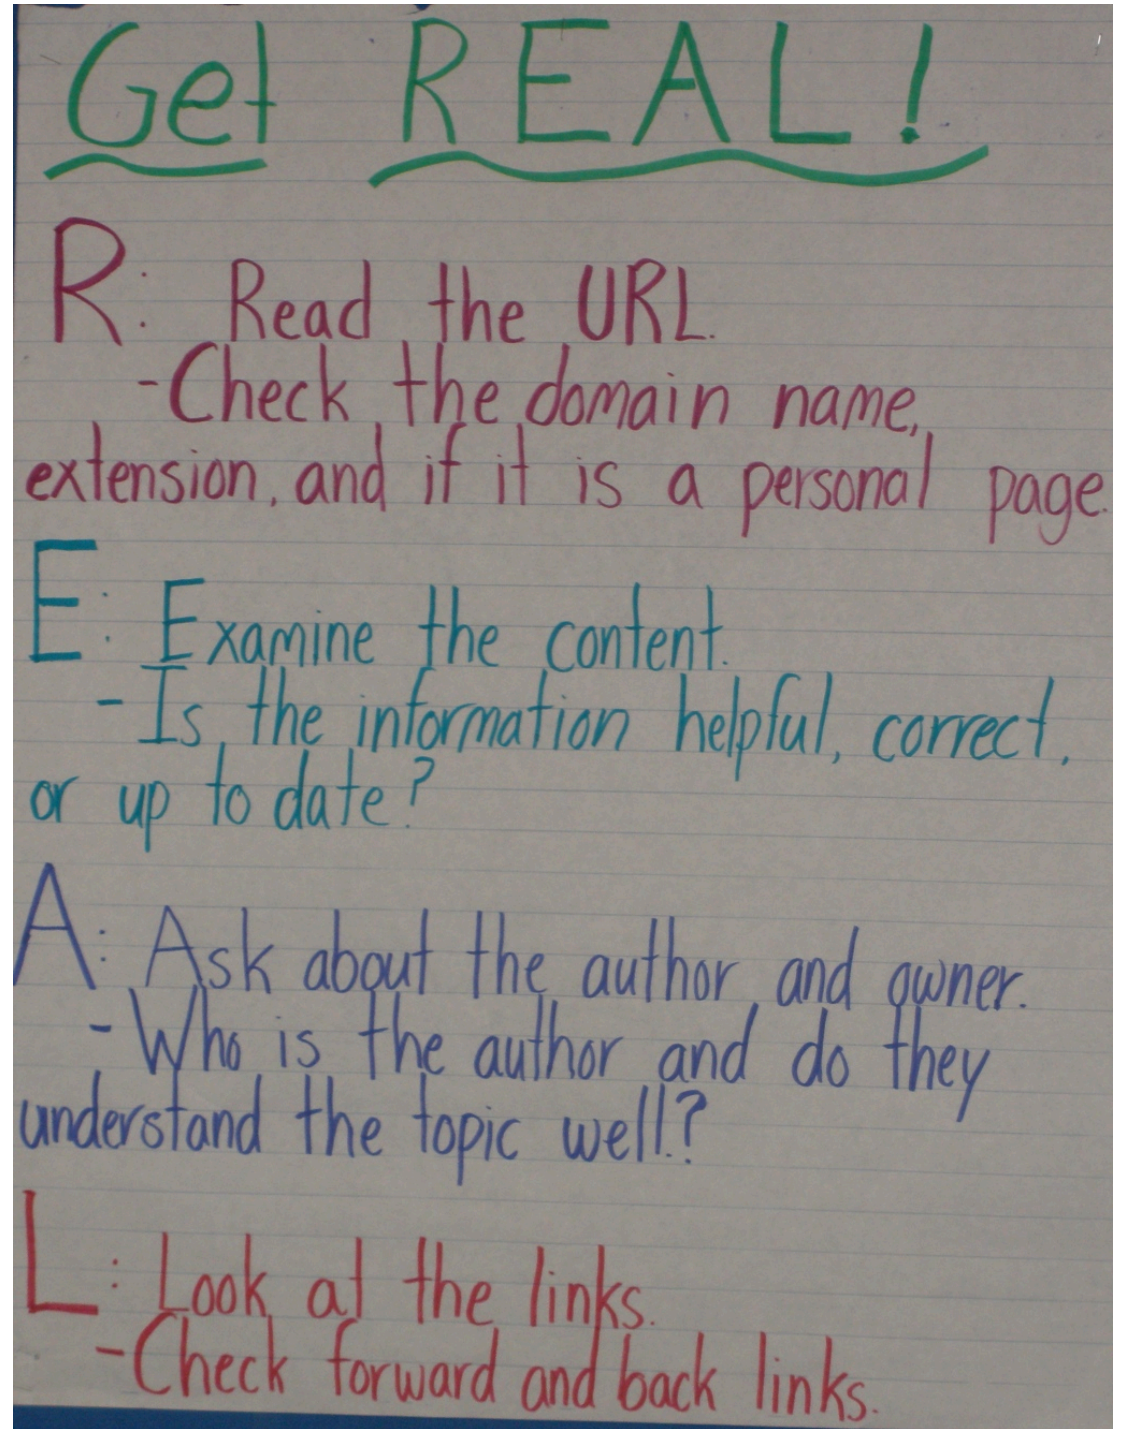 Get REAL!
R: Read the URL.
-Check the domain name,
extension, and if it is a personal page.
E: Examine the content.
- Is the information helpful, correct,
or up to date?
A: Ask about the author and owner.
- Who is the author and do they
understand the topic well?
L: Look at the links.
-Check forward and back links.